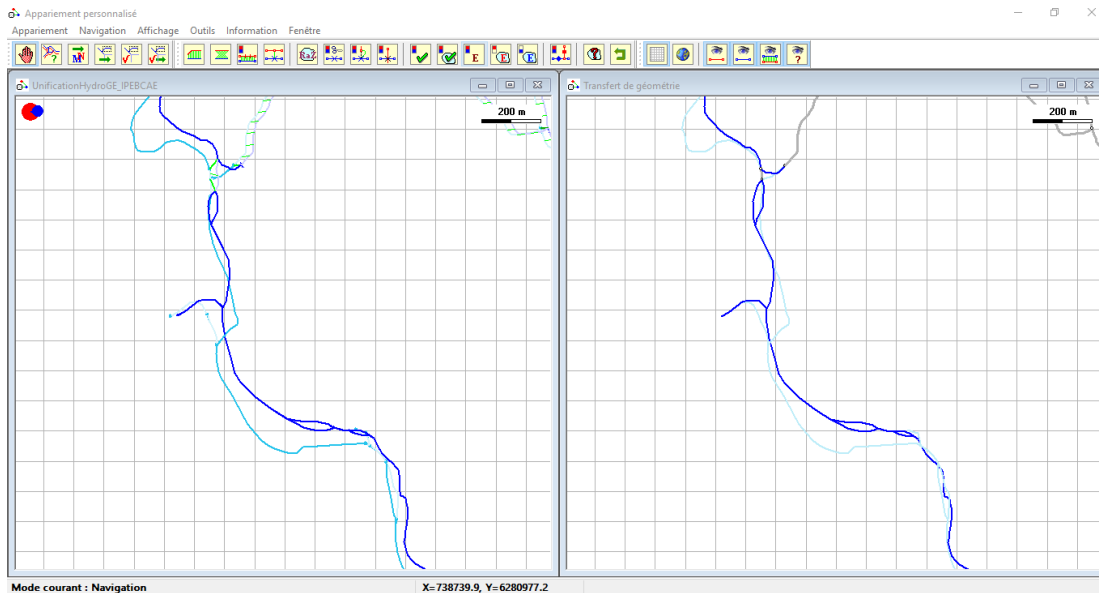 Appariement personnalisé
Appariement Navigation Affichage Outils Information Fenêtre
RaZ E E E ? ?
UnificationHydroGE_IPEBCAE
Transfert de géométrie
200 m
200 m
Mode courant : Navigation
X=738739.9, Y=6280977.2